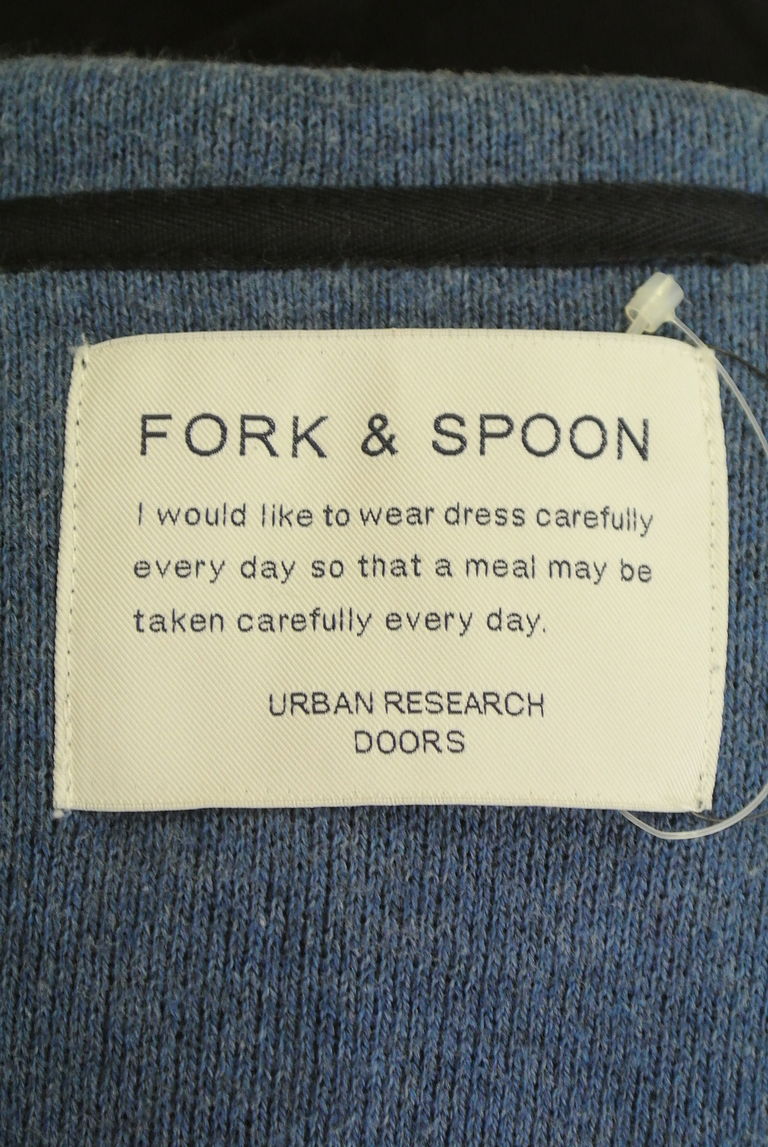 FORK & SPOON
I would like to wear dress carefully
every day so that a meal may be
taken carefully every day.
URBAN RESEARCH
DOORS